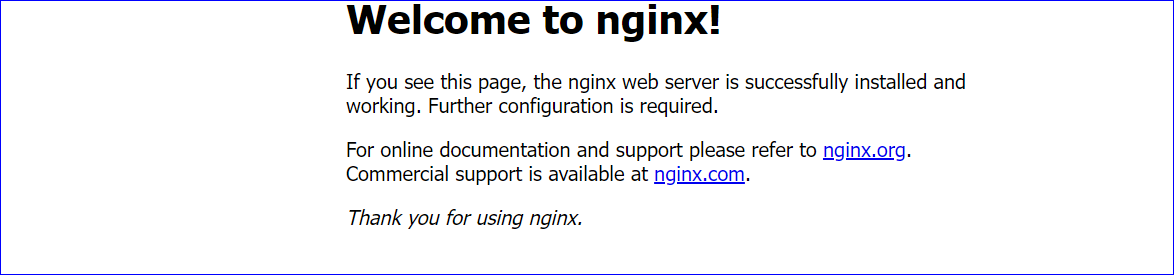 Welcome to nginx!
If you see this page, the nginx web server is successfully installed and
working. Further configuration is required.
For online documentation and support please refer to nginx.org.
Commercial support is available at nginx.com.
Thank you for using nginx.